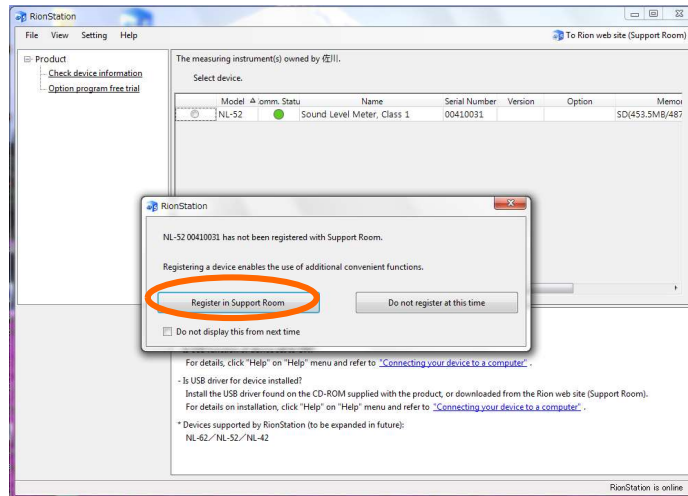 RionStation
File View Setting Help
To Rion web site (Support Room)
Product
Check device information
Option program free trial
The measuring instrument(s) owned by 佐川.
Select device.
Model omm. Statu Name Serial Number Version Option Memo
NL-52 Sound Level Meter, Class 1 00410031 SD(453.5MB/487
RionStation
NL-52 00410031 has not been registered with Support Room.
Registering a device enables the use of additional convenient functions.
Register in Support Room
Do not register at this time
Do not display this from next time
For details, click "Help" on "Help" menu and refer to "Connecting your device to a computer" .
- Is USB driver for device installed?
Install the USB driver found on the CD-ROM supplied with the product, or downloaded from the Rion web site (Support Room).
For details on installation, click "Help" on "Help" menu and refer to "Connecting your device to a computer" .
* Devices supported by RionStation (to be expanded in future):
NL-62／NL-52／NL-42
RionStation is online